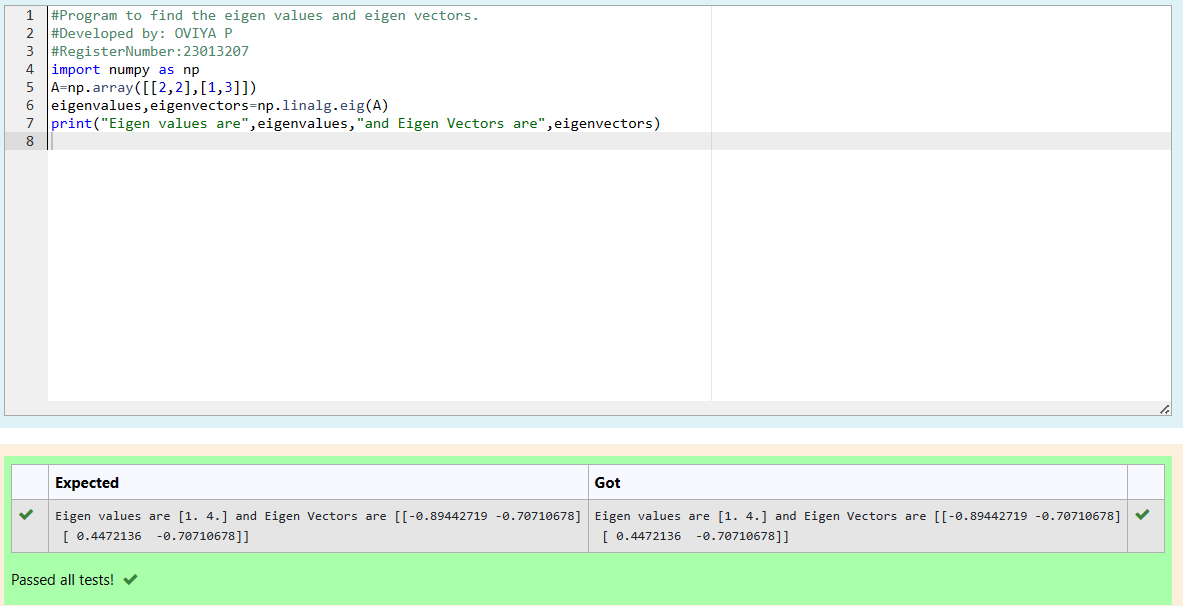 1 #Program to find the eigen values and eigen vectors.
2 #Developed by: OVIYA P
3 #RegisterNumber:23013207
4 import numpy as np
5 A=np.array([[2,2],[1,3]])
6 eigenvalues,eigenvectors=np.linalg.eig(A)
7 print("Eigen values are",eigenvalues,"and Eigen Vectors are",eigenvectors)
8
Expected Got
Eigen values are [1. 4.] and Eigen Vectors are [[-0.89442719 -0.70710678] Eigen values are [1. 4.] and Eigen Vectors are [[-0.89442719 -0.70710678]
[ 0.4472136 -0.70710678]] [ 0.4472136 -0.70710678]]
Passed all tests!